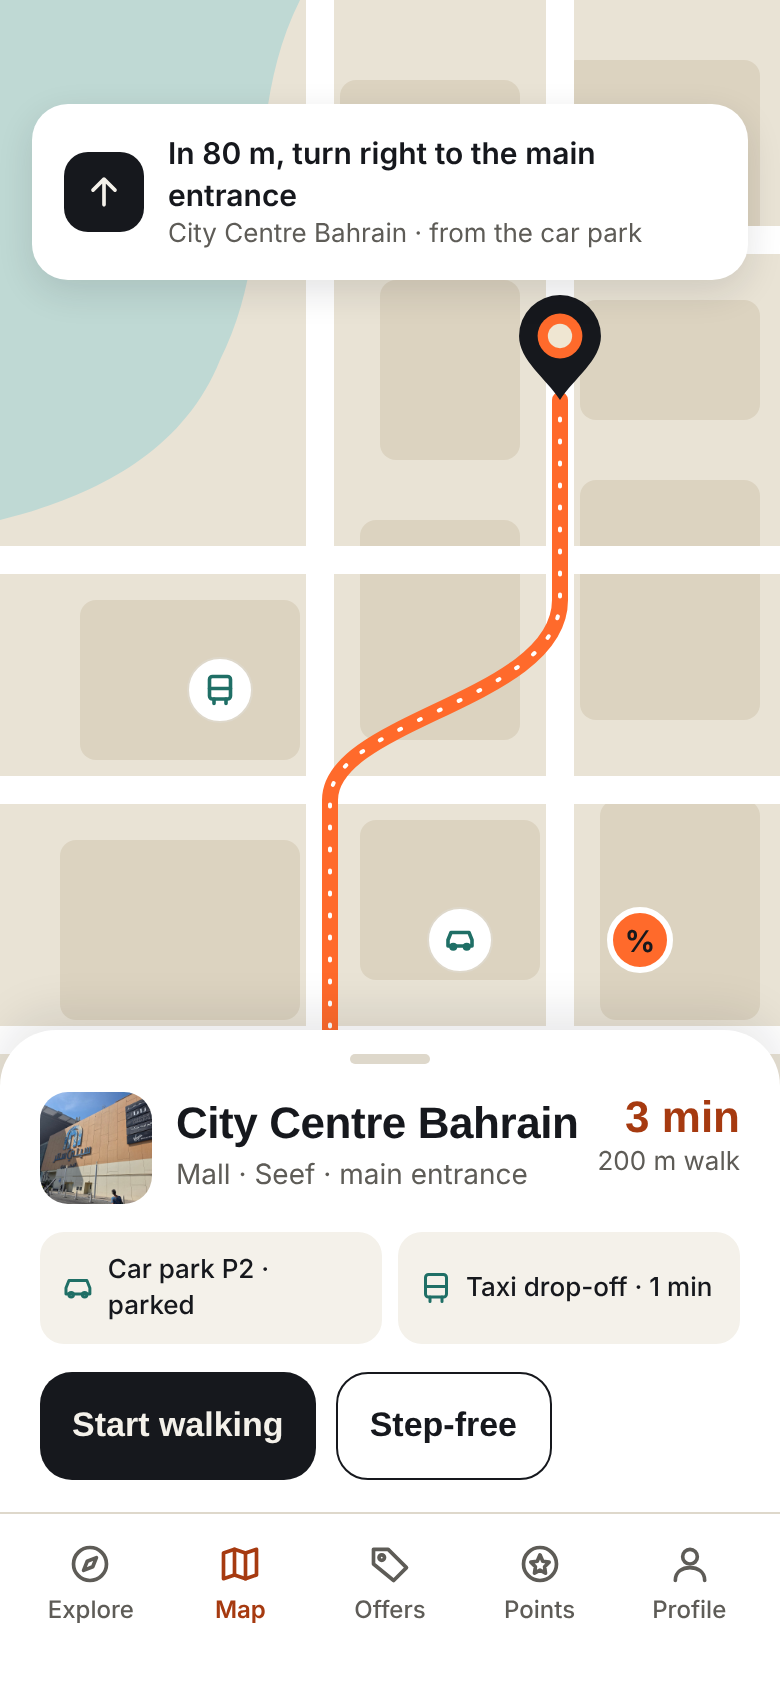 In 80 m, turn right to the main
entrance
City Centre Bahrain · from the car park
%
City Centre Bahrain
3 min
Mall · Seef · main entrance
200 m walk
Car park P2 ·
parked
Taxi drop-off · 1 min
Start walking
Step-free
Explore
Map
Offers
Points
Profile